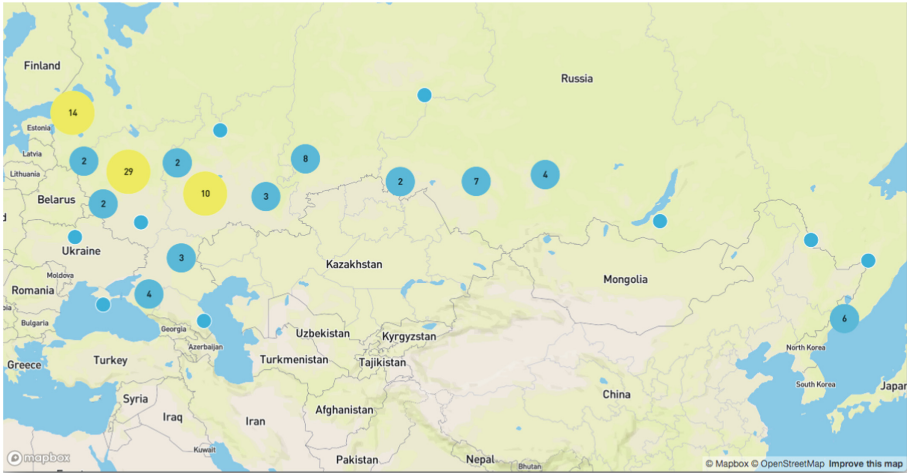 Finland
Russia
14
Estonia
Latvia
2
29
2
8
Lithuania
2
7
4
10
3
Belarus
2
d
Ukraine
3
Kazakhstan
Moldova
Mongolia
Romania
4
ia
Bulgaria
Georgia
Uzbekistan
Kyrgyzstan
6
Azerbaijan
North Korea
Greece
Turkey
Turkmenistan
Tajikistan
South Korea
Japan
Syria
China
Iraq
Iran
Afghanistan
Kuwait
Pakistan
Nepal
Bhutan
mapbox
© Mapbox © OpenStreetMap Improve this map